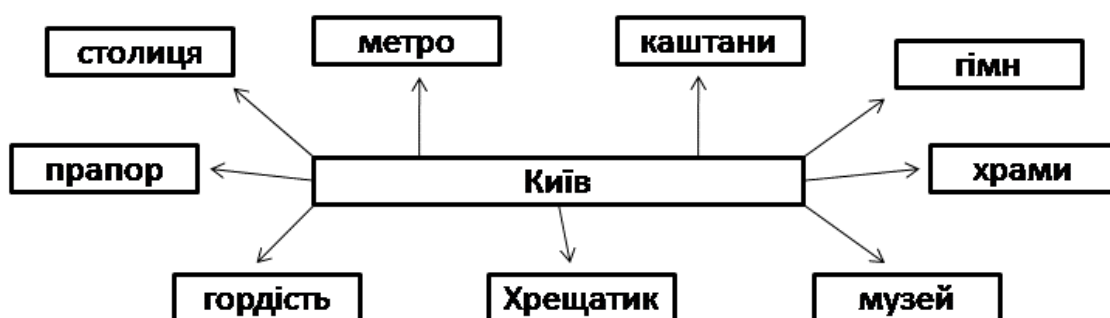 столиця
метро
каштани
гімн
прапор
Київ
храми
гордість
Хрещатик
музей